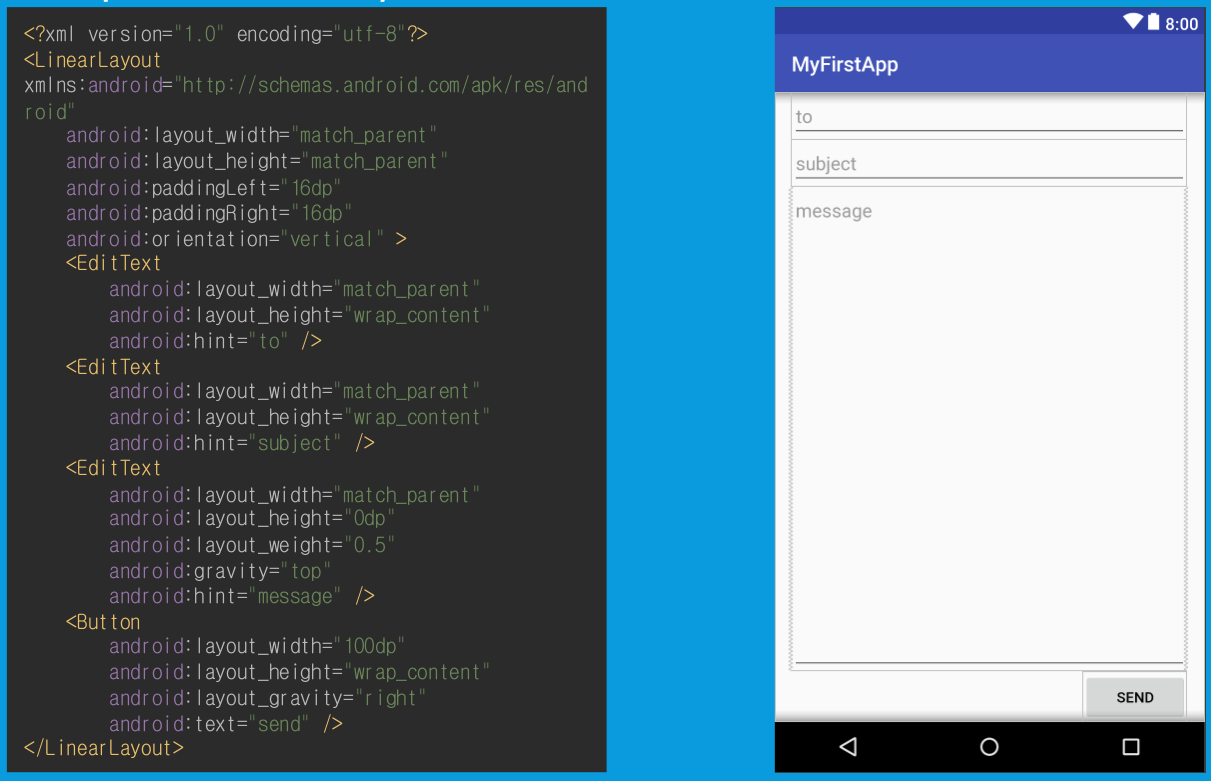 <?xml version="1.0" encoding="utf-8"?>
<LinearLayout
xmlns:android="http://schemas.android.com/apk/res/and
roid"
    android:layout_width="match_parent"
    android:layout_height="match_parent"
    android:paddingLeft="16dp"
    android:paddingRight="16dp"
    android:orientation="vertical" >
    <EditText
        android:layout_width="match_parent"
        android:layout_height="wrap_content"
        android:hint="to" />
    <EditText
        android:layout_width="match_parent"
        android:layout_height="wrap_content"
        android:hint="subject" />
    <EditText
        android:layout_width="match_parent"
        android:layout_height="0dp"
        android:layout_weight="0.5"
        android:gravity="top"
        android:hint="message" />
    <Button
        android:layout_width="100dp"
        android:layout_height="wrap_content"
        android:layout_gravity="right"
        android:text="send" />
</LinearLayout>
8:00
MyFirstApp
to
subject
message
SEND